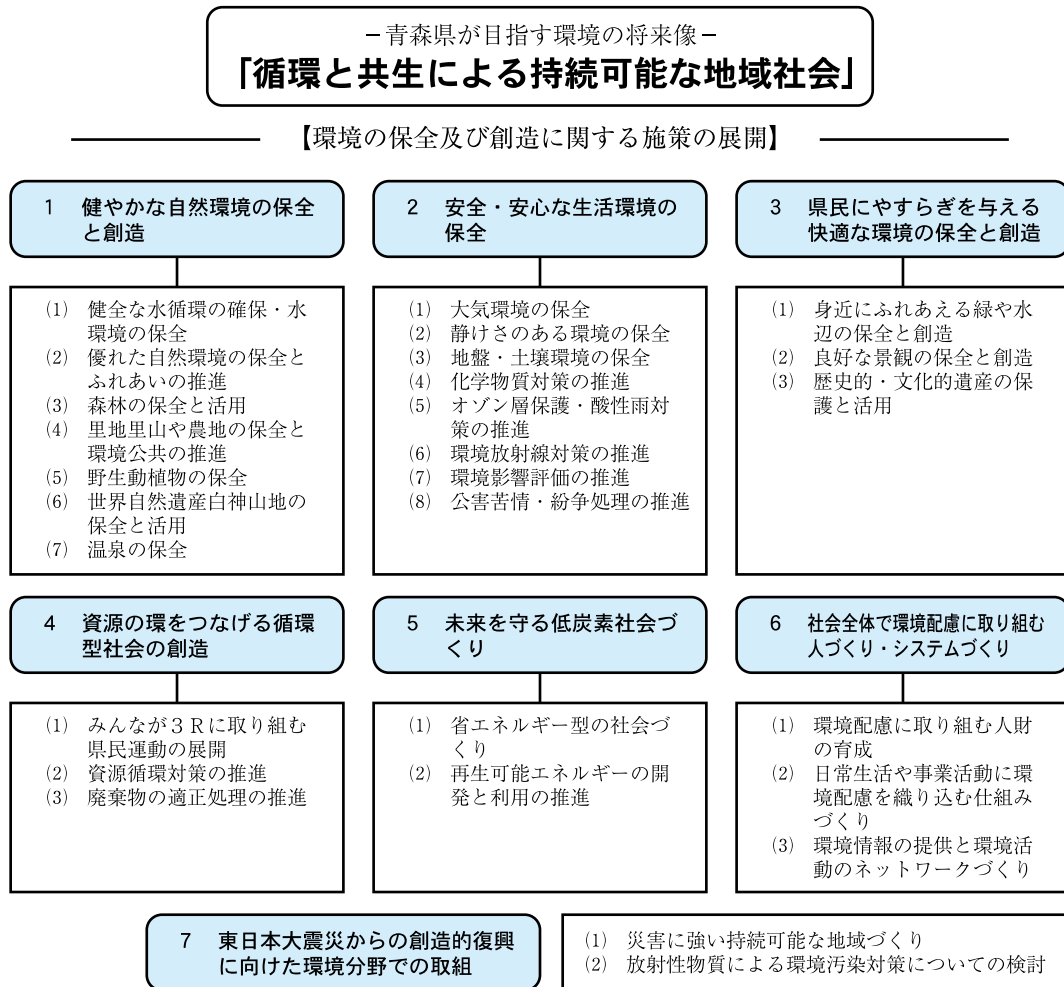 －青森県が目指す環境の将来像－
「循環と共生による持続可能な地域社会」
【環境の保全及び創造に関する施策の展開】
1 健やかな自然環境の保全
と創造
(1) 健全な水循環の確保・水
環境の保全
(2) 優れた自然環境の保全と
ふれあいの推進
(3) 森林の保全と活用
(4) 里地里山や農地の保全と
環境公共の推進
(5) 野生動植物の保全
(6) 世界自然遺産白神山地の
保全と活用
(7) 温泉の保全
2 安全・安心な生活環境の
保全
(1) 大気環境の保全
(2) 静けさのある環境の保全
(3) 地盤・土壌環境の保全
(4) 化学物質対策の推進
(5) オゾン層保護・酸性雨対
策の推進
(6) 環境放射線対策の推進
(7) 環境影響評価の推進
(8) 公害苦情・紛争処理の推進
3 県民にやすらぎを与える
快適な環境の保全と創造
(1) 身近にふれあえる緑や水
辺の保全と創造
(2) 良好な景観の保全と創造
(3) 歴史的・文化的遺産の保
護と活用
4 資源の環をつなげる循環
型社会の創造
(1) みんなが３Ｒに取り組む
県民運動の展開
(2) 資源循環対策の推進
(3) 廃棄物の適正処理の推進
5 未来を守る低炭素社会づ
くり
(1) 省エネルギー型の社会づ
くり
(2) 再生可能エネルギーの開
発と利用の推進
6 社会全体で環境配慮に取り組む
人づくり・システムづくり
(1) 環境配慮に取り組む人財
の育成
(2) 日常生活や事業活動に環
境配慮を織り込む仕組み
づくり
(3) 環境情報の提供と環境活
動のネットワークづくり
7 東日本大震災からの創造的復興
に向けた環境分野での取組
(1) 災害に強い持続可能な地域づくり
(2) 放射性物質による環境汚染対策についての検討